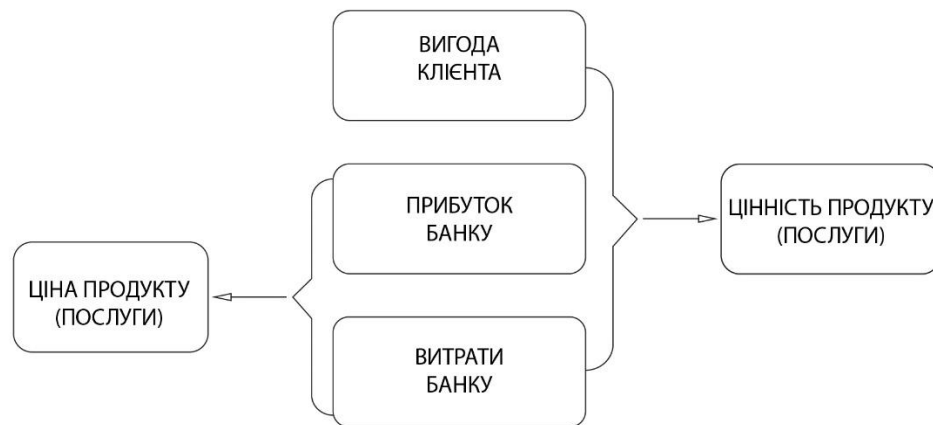 ВИГОДА
КЛІЄНТА
ПРИБУТОК
БАНКУ
ЦІННІСТЬ ПРОДУКТУ
(ПОСЛУГИ)
ЦІНА ПРОДУКТУ
(ПОСЛУГИ)
ВИТРАТИ
БАНКУ